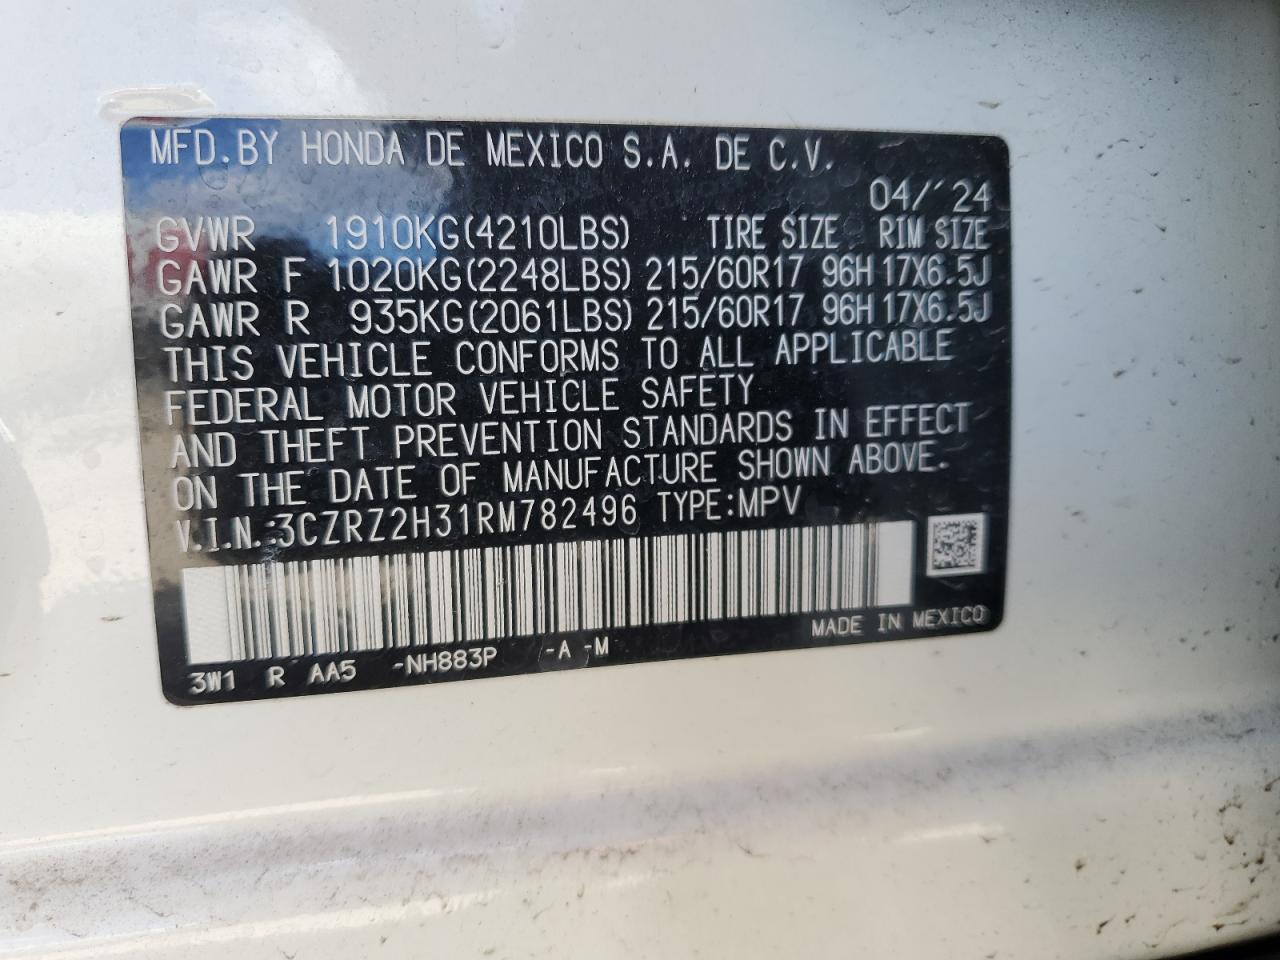 MFD.BY HONDA DE MEXICO S.A. DE C.V.
04/'24
GVWR 1910KG(4210LBS) TIRE SIZE RIM SIZE
GAWR F 1020KG(2248LBS) 215/60R17 96H 17X6.5J
GAWR R 935KG(2061LBS) 215/60R17 96H 17X6.5J
THIS VEHICLE CONFORMS TO ALL APPLICABLE
FEDERAL MOTOR VEHICLE SAFETY
AND THEFT PREVENTION STANDARDS IN EFFECT
ON THE DATE OF MANUFACTURE SHOWN ABOVE.
V.I.N.:3CZRZ2H31RM782496 TYPE:MPV
MADE IN MEXICO
3W1 R AA5 -NH883P -A -M